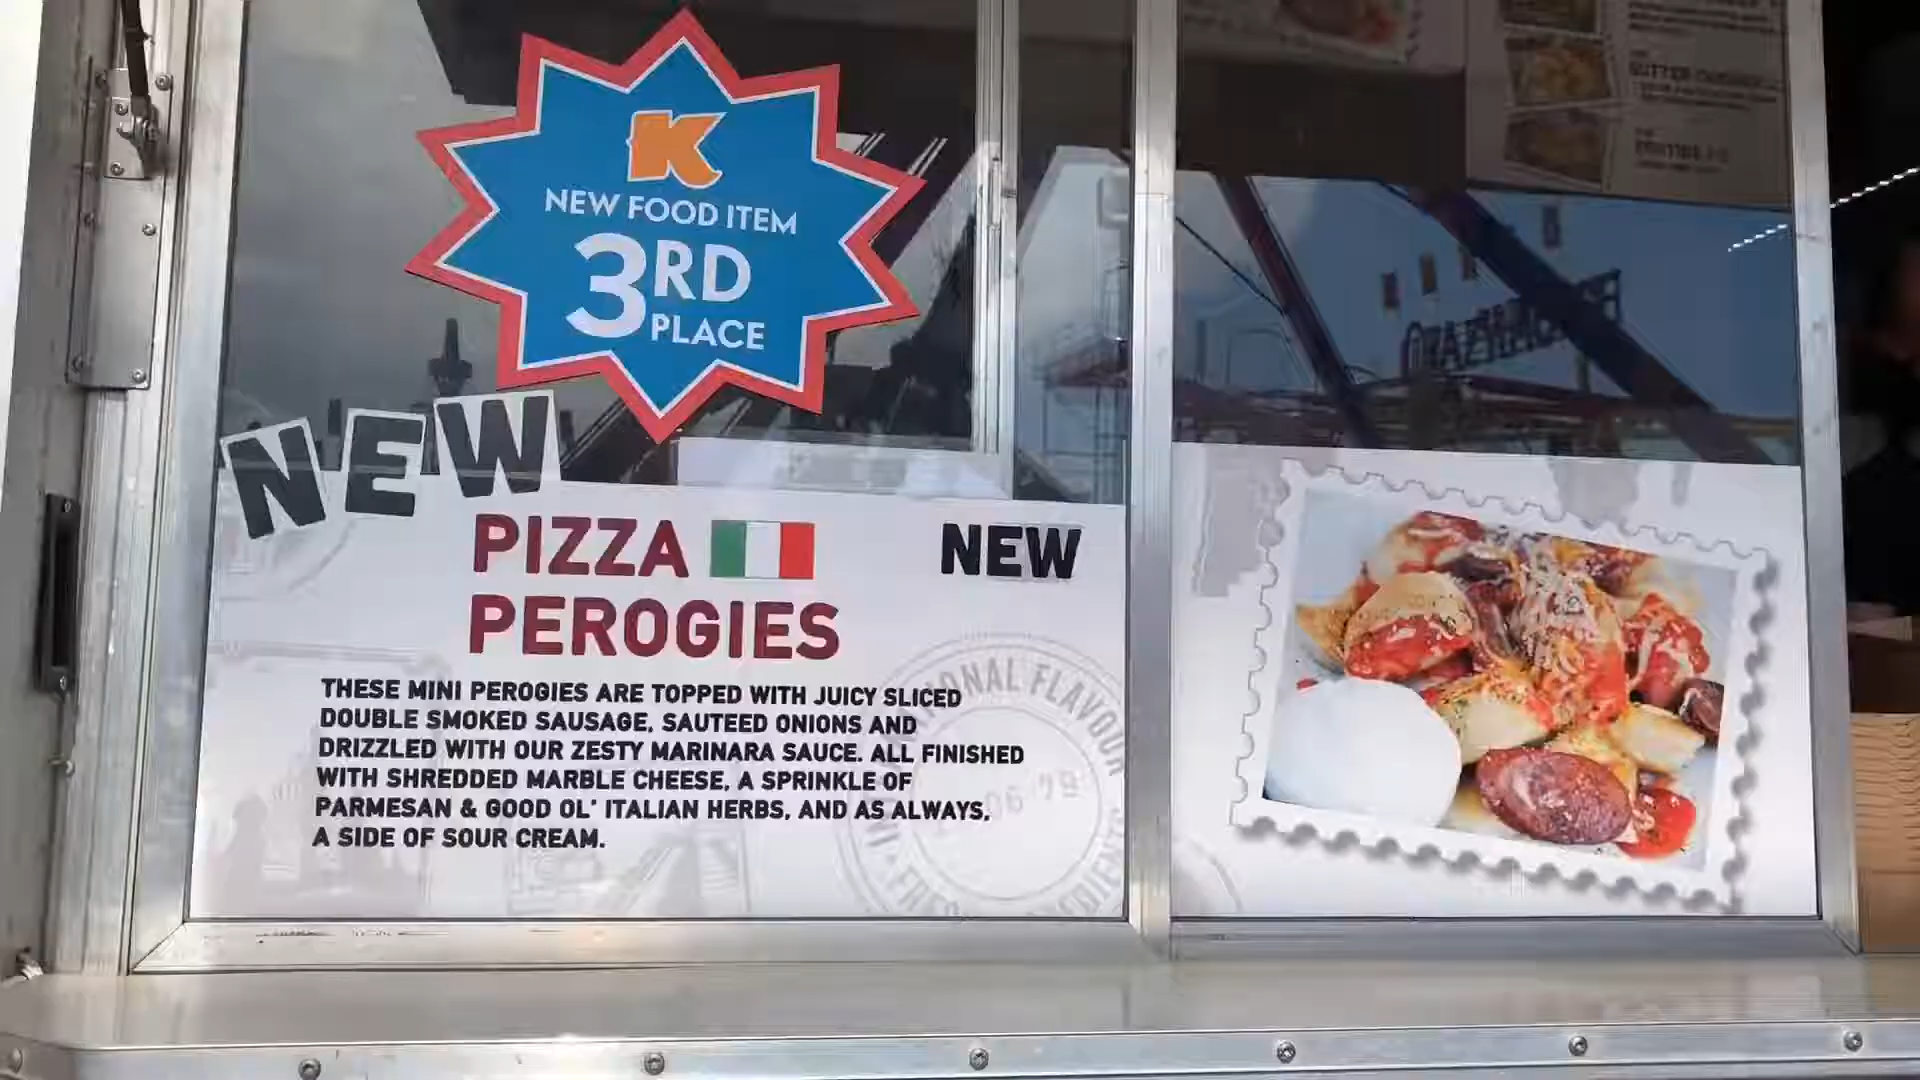 K
NEW FOOD ITEM
3RD
PLACE
NEW
PIZZA
NEW
PEROGIES
THESE MINI PEROGIES ARE TOPPED WITH JUICY SLICED
DOUBLE SMOKED SAUSAGE, SAUTEED ONIONS AND
DRIZZLED WITH OUR ZESTY MARINARA SAUCE. ALL FINISHED
WITH SHREDDED MARBLE CHEESE, A SPRINKLE OF
PARMESAN & GOOD OL' ITALIAN HERBS, AND AS ALWAYS,
A SIDE OF SOUR CREAM.